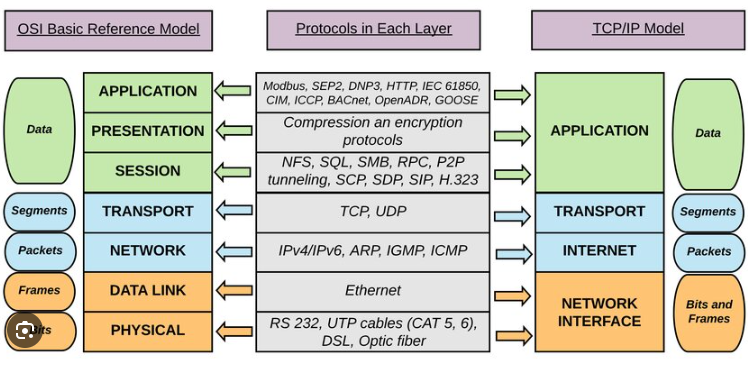 OSI Basic Reference Model
Protocols in Each Layer
TCP/IP Model
Data
APPLICATION
Modbus, SEP2, DNP3, HTTP, IEC 61850,
CIM, ICCP, BACnet, OpenADR, GOOSE
PRESENTATION
Compression an encryption
protocols
SESSION
NFS, SQL, SMB, RPC, P2P
tunneling, SCP, SDP, SIP, H.323
APPLICATION
Data
Segments
TRANSPORT
TCP, UDP
TRANSPORT
Segments
Packets
NETWORK
IPv4/IPv6, ARP, IGMP, ICMP
INTERNET
Packets
Frames
DATA LINK
Ethernet
Bits
PHYSICAL
RS 232, UTP cables (CAT 5, 6),
DSL, Optic fiber
NETWORK
INTERFACE
Bits and
Frames